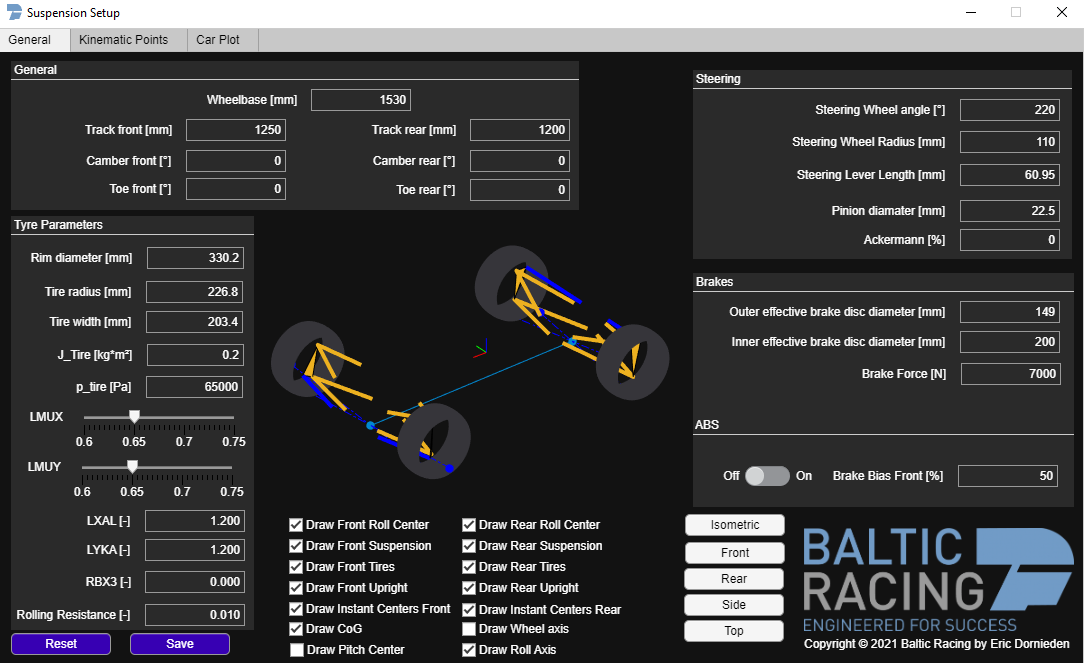 Suspension Setup
General Kinematic Points Car Plot
General
Wheelbase [mm] 1530
Track front [mm] 1250 Track rear [mm] 1200
Camber front [°] 0 Camber rear [°] 0
Toe front [°] 0 Toe rear [°] 0
Steering
Steering Wheel angle [°] 220
Steering Wheel Radius [mm] 110
Steering Lever Length [mm] 60.95
Pinion diamater [mm] 22.5
Ackermann [%] 0
Tyre Parameters
Rim diameter [mm] 330.2
Tire radius [mm] 226.8
Tire width [mm] 203.4
J_Tire [kg*m²] 0.2
p_tire [Pa] 65000
LMUX
0.6 0.65 0.7 0.75
LMUY
0.6 0.65 0.7 0.75
LXAL [-] 1.200
LYKA [-] 1.200
RBX3 [-] 0.000
Rolling Resistance [-] 0.010
Reset Save
Brakes
Outer effective brake disc diameter [mm] 149
Inner effective brake disc diameter [mm] 200
Brake Force [N] 7000
ABS
Off On Brake Bias Front [%] 50
Draw Front Roll Center Draw Rear Roll Center
Draw Front Suspension Draw Rear Suspension
Draw Front Tires Draw Rear Tires
Draw Front Upright Draw Rear Upright
Draw Instant Centers Front Draw Instant Centers Rear
Draw CoG Draw Wheel axis
Draw Pitch Center Draw Roll Axis
Isometric
Front
Rear
Side
Top
BALTIC
RACING
ENGINEERED FOR SUCCESS
Copyright © 2021 Baltic Racing by Eric Dornieden